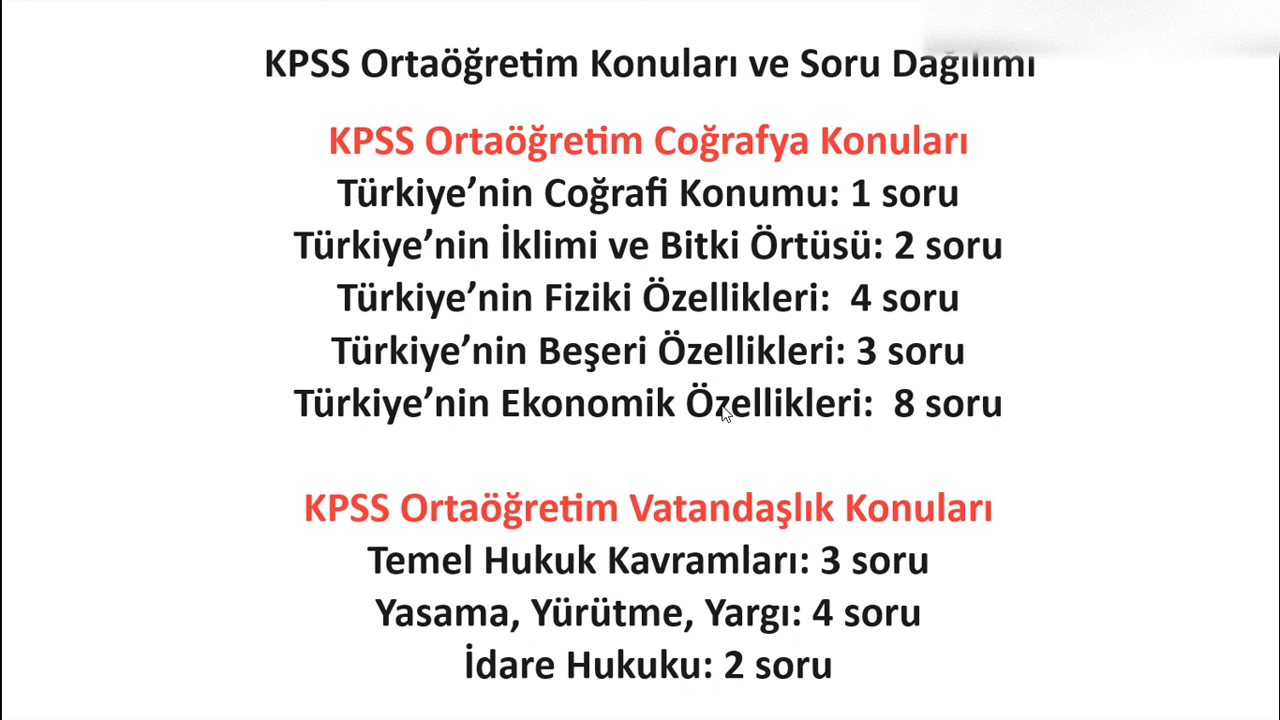 KPSS Ortaöğretim Konuları ve Soru Dağılımı
KPSS Ortaöğretim Coğrafya Konuları
Türkiye’nin Coğrafi Konumu: 1 soru
Türkiye’nin İklimi ve Bitki Örtüsü: 2 soru
Türkiye’nin Fiziki Özellikleri:  4 soru
Türkiye’nin Beşeri Özellikleri: 3 soru
Türkiye’nin Ekonomik Özellikleri:  8 soru
KPSS Ortaöğretim Vatandaşlık Konuları
Temel Hukuk Kavramları: 3 soru
Yasama, Yürütme, Yargı: 4 soru
İdare Hukuku: 2 soru